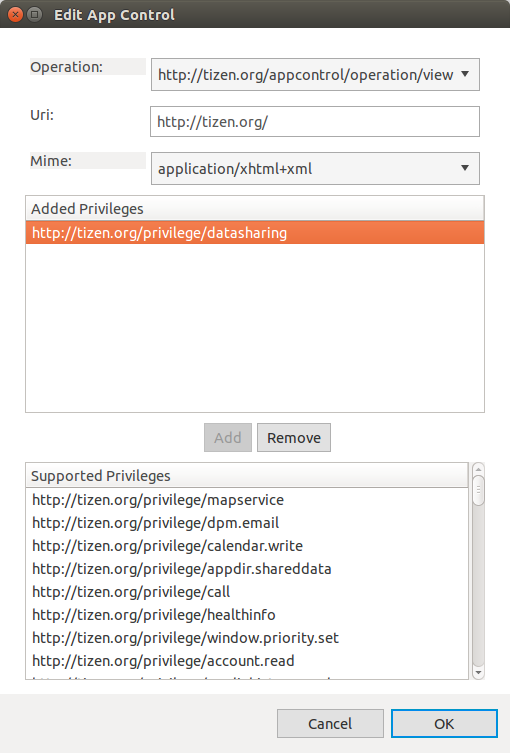 Edit App Control
Operation: http://tizen.org/appcontrol/operation/view
Uri: http://tizen.org/
Mime: application/xhtml+xml
Added Privileges
http://tizen.org/privilege/datasharing
Add Remove
Supported Privileges
http://tizen.org/privilege/mapservice
http://tizen.org/privilege/dpm.email
http://tizen.org/privilege/calendar.write
http://tizen.org/privilege/appdir.shareddata
http://tizen.org/privilege/call
http://tizen.org/privilege/healthinfo
http://tizen.org/privilege/window.priority.set
http://tizen.org/privilege/account.read
Cancel OK